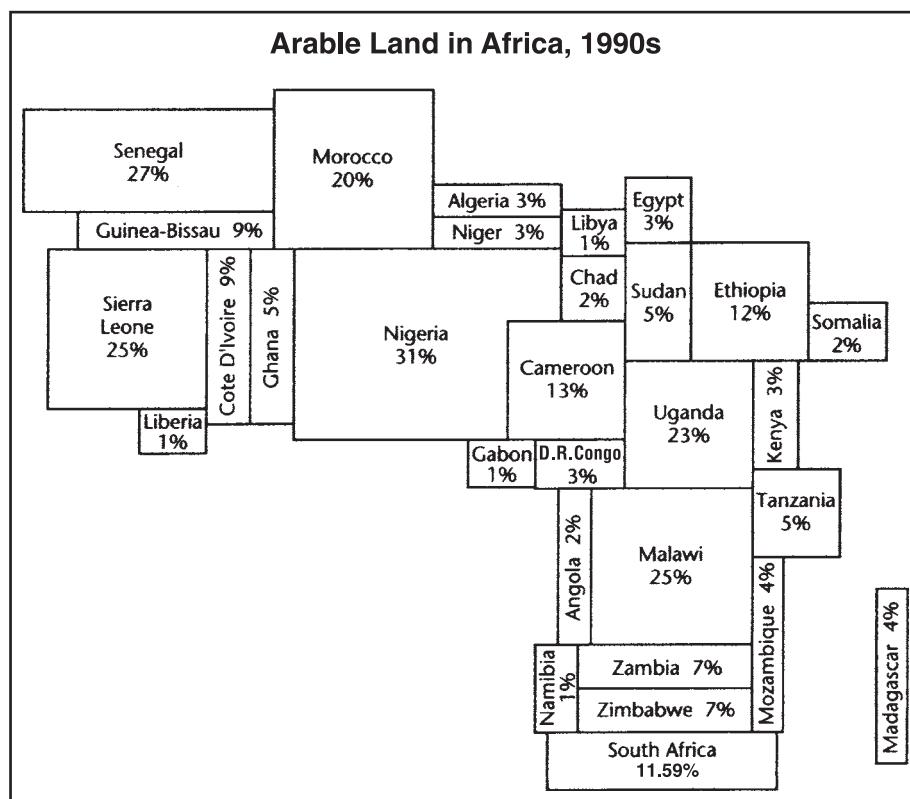 Arable Land in Africa, 1990s
Senegal
27%
Morocco
20%
Algeria 3%
Egypt
3%
Guinea-Bissau 9%
Niger 3%
Libya
1%
Sierra
Leone
25%
Cote D'Ivoire 9%
Ghana 5%
Nigeria
31%
Chad
2%
Sudan
5%
Ethiopia
12%
Somalia
2%
Cameroon
13%
Uganda
23%
Kenya 3%
Liberia
1%
Gabon
1%
D.R.Congo
3%
Tanzania
5%
Angola 2%
Malawi
25%
Mozambique 4%
Madagascar 4%
Namibia
1%
Zambia 7%
Zimbabwe 7%
South Africa
11.59%